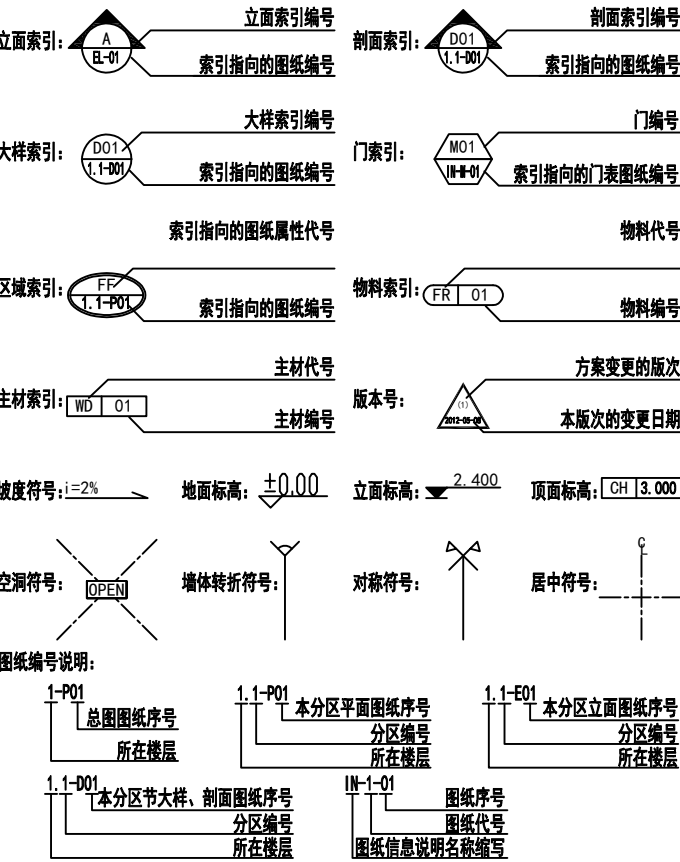 立面索引编号 剖面索引编号
立面索引: A 剖面索引: D01
EL-01 1.1-D01
索引指向的图纸编号 索引指向的图纸编号
大样索引编号 门编号
大样索引: D01 门索引: M01
1.1-D01 IN-M-01
索引指向的图纸编号 索引指向的门表图纸编号
索引指向的图纸属性代号 物料代号
区域索引: FF 物料索引: FR 01
1.1-P01
索引指向的图纸编号 物料编号
主材代号 方案变更的版次
主材索引: WD 01 版本号: (1)
主材编号 本版次的变更日期
坡度符号: i=2% 地面标高: ±0.00 立面标高: 2.400 顶面标高: CH 3.000
空洞符号: OPEN 墙体转折符号: 对称符号: 居中符号: CL
图纸编号说明:
1-P01 1.1-P01 1.1-E01
总图图纸序号 本分区平面图纸序号 本分区立面图纸序号
分区编号 分区编号
所在楼层 所在楼层 所在楼层
1.1-D01 IN-1-01
本分区节大样、剖面图纸序号 图纸序号
分区编号 图纸代号
所在楼层 图纸信息说明名称缩写